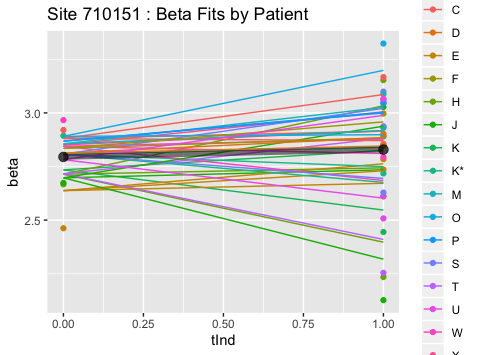 Site 710151 : Beta Fits by Patient
3.0
2.5
beta
0.00
0.25
0.50
0.75
1.00
tInd
C
D
E
F
H
J
K
K*
M
O
P
S
T
U
W